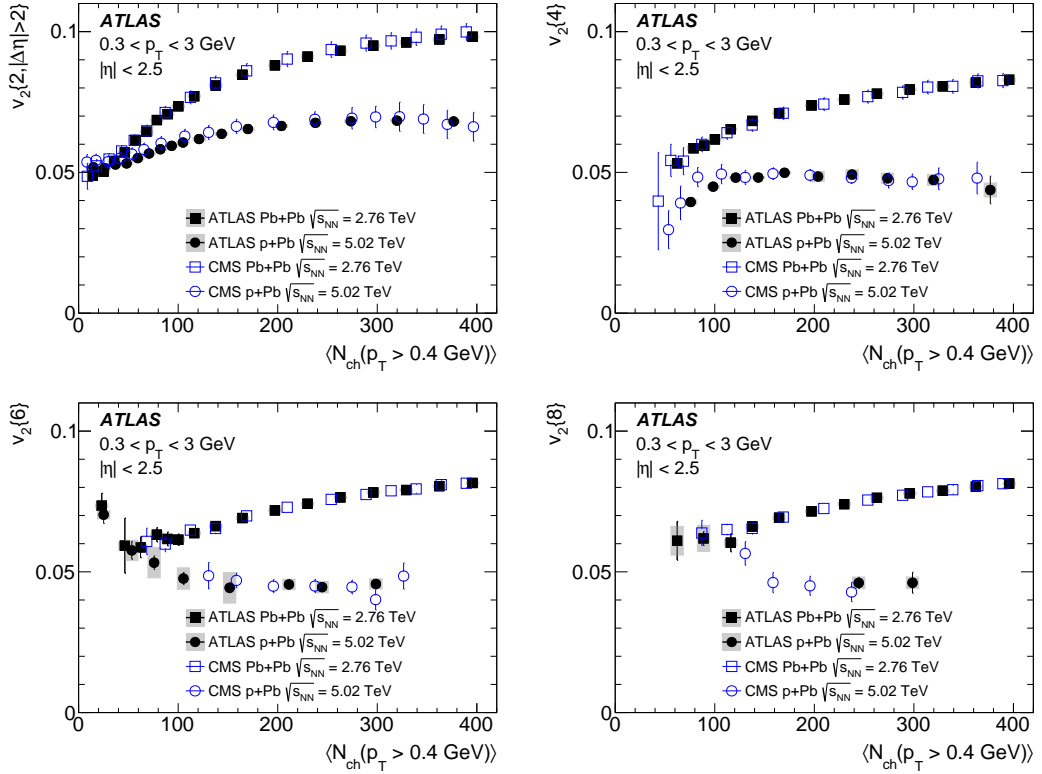 v₂{2,|Δη|>2}
0.1
0.05
0
ATLAS
0.3 < p_T < 3 GeV
|η| < 2.5
ATLAS Pb+Pb √s_NN = 2.76 TeV
ATLAS p+Pb √s_NN = 5.02 TeV
CMS Pb+Pb √s_NN = 2.76 TeV
CMS p+Pb √s_NN = 5.02 TeV
0 100 200 300 400
⟨N_ch(p_T > 0.4 GeV)⟩
v₂{4}
0.1
0.05
0
ATLAS
0.3 < p_T < 3 GeV
|η| < 2.5
ATLAS Pb+Pb √s_NN = 2.76 TeV
ATLAS p+Pb √s_NN = 5.02 TeV
CMS Pb+Pb √s_NN = 2.76 TeV
CMS p+Pb √s_NN = 5.02 TeV
0 100 200 300 400
⟨N_ch(p_T > 0.4 GeV)⟩
v₂{6}
0.1
0.05
0
ATLAS
0.3 < p_T < 3 GeV
|η| < 2.5
ATLAS Pb+Pb √s_NN = 2.76 TeV
ATLAS p+Pb √s_NN = 5.02 TeV
CMS Pb+Pb √s_NN = 2.76 TeV
CMS p+Pb √s_NN = 5.02 TeV
0 100 200 300 400
⟨N_ch(p_T > 0.4 GeV)⟩
v₂{8}
0.1
0.05
0
ATLAS
0.3 < p_T < 3 GeV
|η| < 2.5
ATLAS Pb+Pb √s_NN = 2.76 TeV
ATLAS p+Pb √s_NN = 5.02 TeV
CMS Pb+Pb √s_NN = 2.76 TeV
CMS p+Pb √s_NN = 5.02 TeV
0 100 200 300 400
⟨N_ch(p_T > 0.4 GeV)⟩